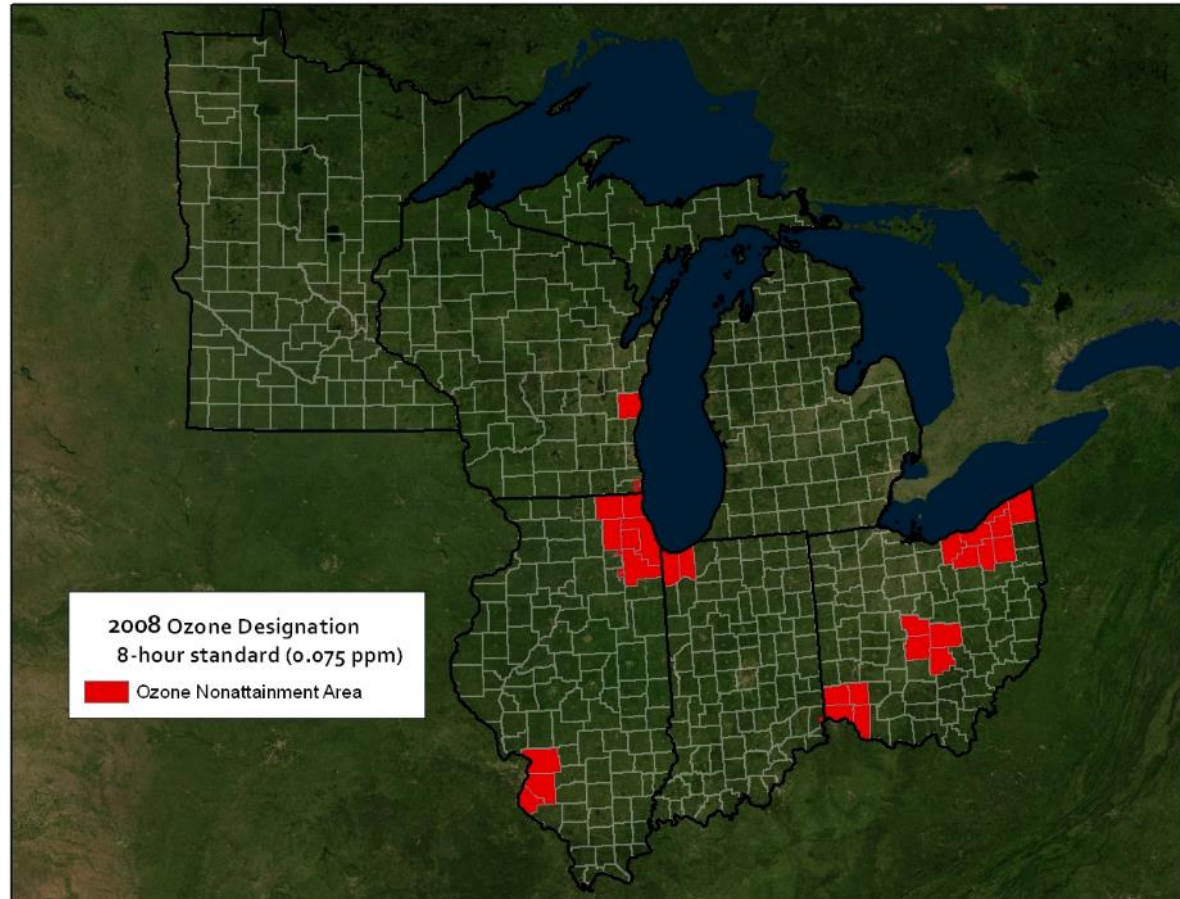 2008 Ozone Designation
8-hour standard (0.075 ppm)
Ozone Nonattainment Area